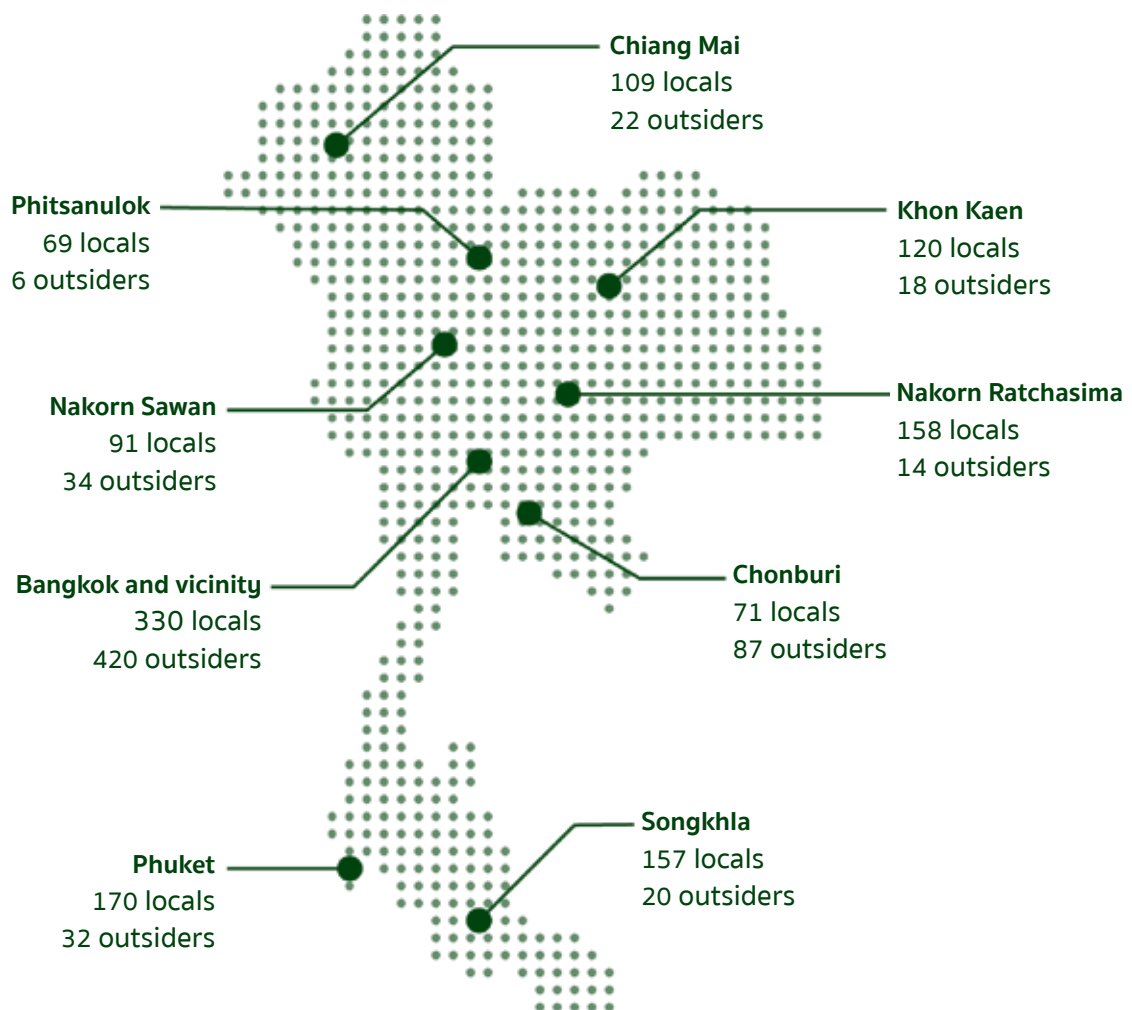 Chiang Mai
109 locals
22 outsiders
Phitsanulok
69 locals
6 outsiders
Khon Kaen
120 locals
18 outsiders
Nakorn Sawan
91 locals
34 outsiders
Nakorn Ratchasima
158 locals
14 outsiders
Bangkok and vicinity
330 locals
420 outsiders
Chonburi
71 locals
87 outsiders
Songkhla
157 locals
20 outsiders
Phuket
170 locals
32 outsiders